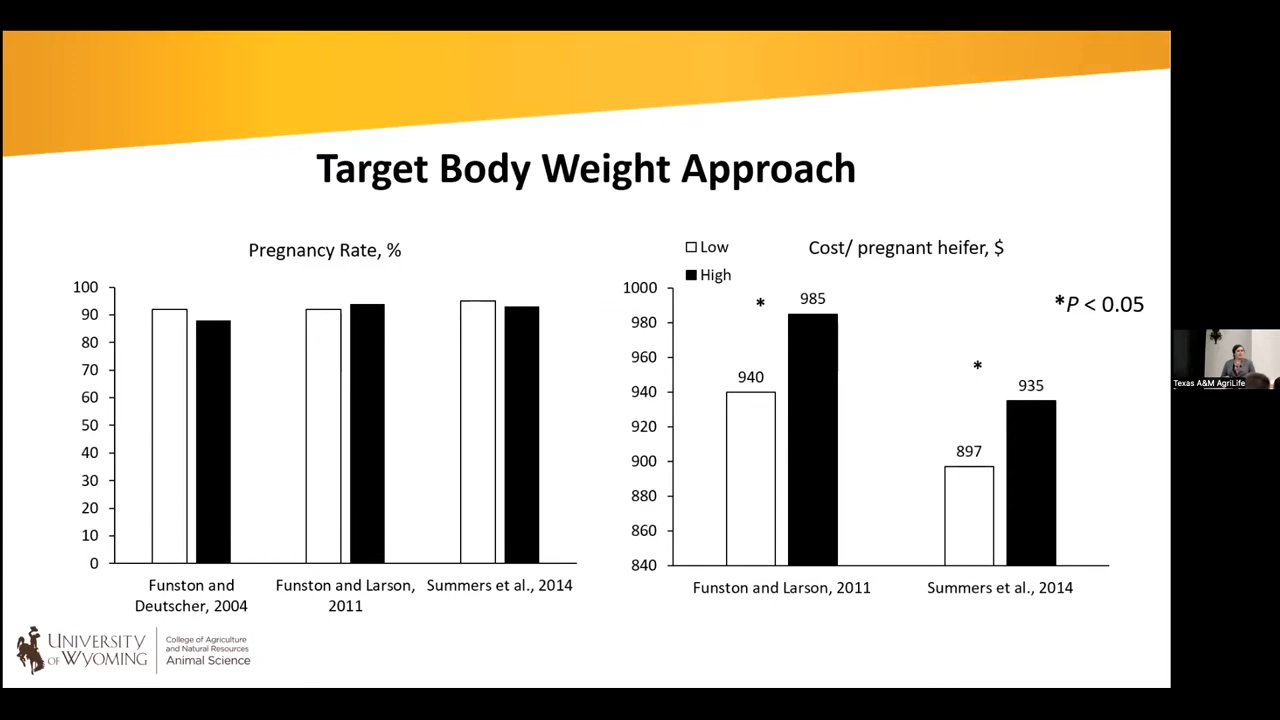 Target Body Weight Approach
Pregnancy Rate, %
100
90
80
70
60
50
40
30
20
10
0
Funston and
Deutscher, 2004
Funston and Larson,
2011
Summers et al., 2014
Low
High
Cost/ pregnant heifer, $
*P < 0.05
1000
980
960
940
920
900
880
860
840
*
940
985
*
897
935
Funston and Larson, 2011
Summers et al., 2014
UNIVERSITY
OF WYOMING
College of Agriculture
and Natural Resources
Animal Science
Texas A&M AgriLife